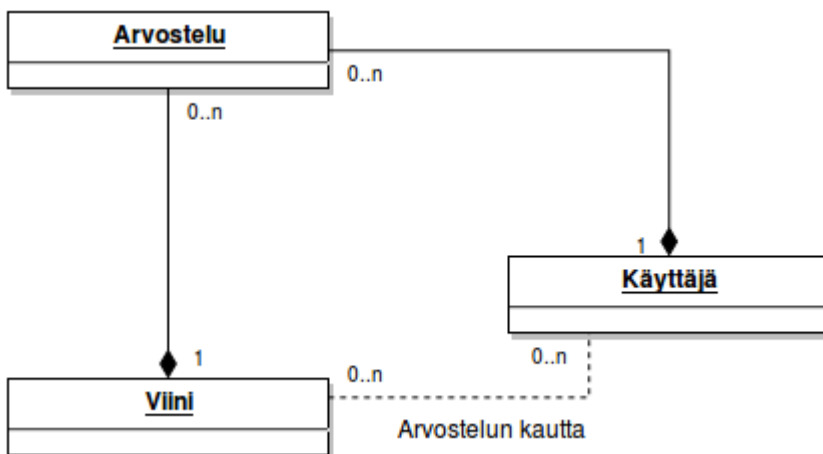 Arvostelu
0..n
0..n
1
Käyttäjä
1
0..n
0..n
Viini
Arvostelun kautta